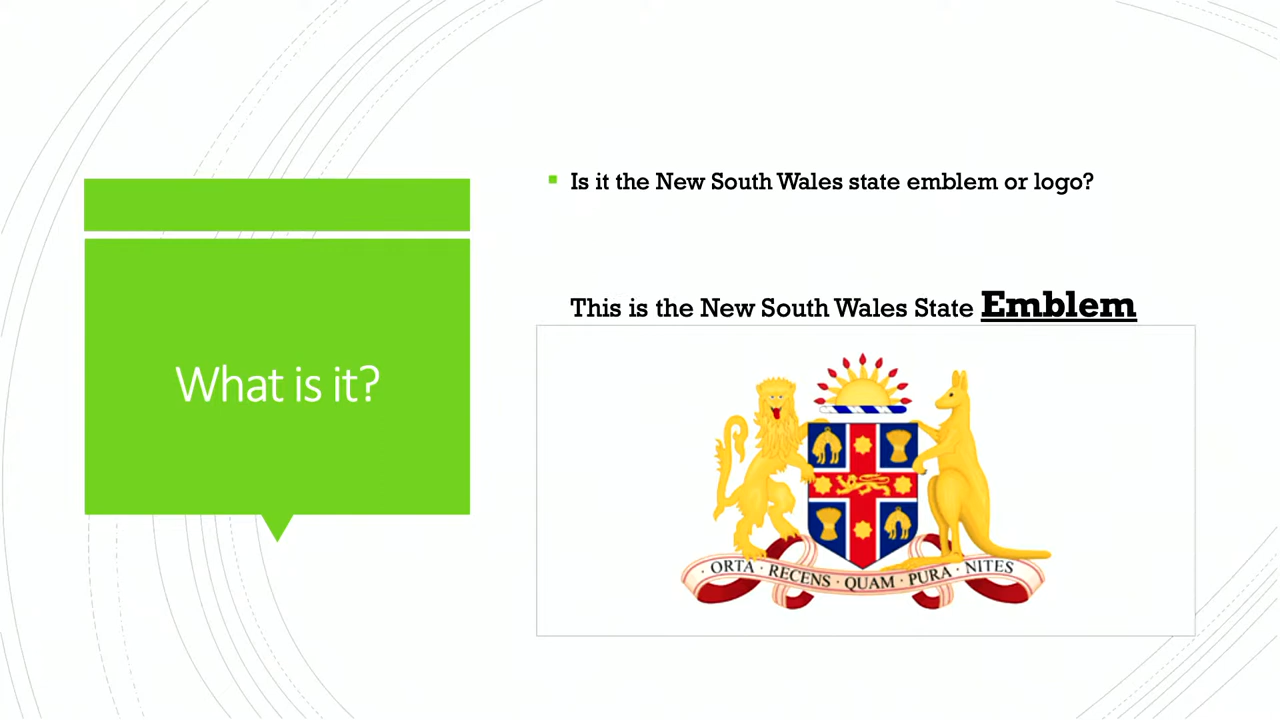 What is it?
Is it the New South Wales state emblem or logo?
This is the New South Wales State Emblem
· ORTA · RECENS · QUAM · PURA · NITES